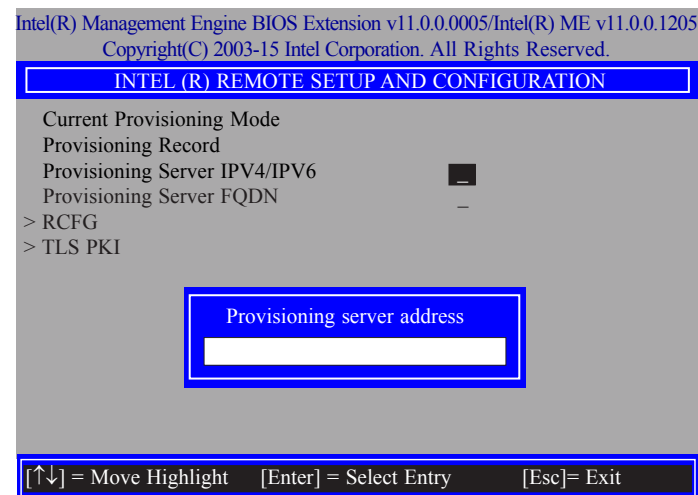 Intel(R) Management Engine BIOS Extension v11.0.0.0005/Intel(R) ME v11.0.0.1205
Copyright(C) 2003-15 Intel Corporation. All Rights Reserved.
INTEL (R) REMOTE SETUP AND CONFIGURATION
Current Provisioning Mode
Provisioning Record
Provisioning Server IPV4/IPV6 _
Provisioning Server FQDN _
> RCFG
> TLS PKI
Provisioning server address
[↑↓] = Move Highlight [Enter] = Select Entry [Esc]= Exit